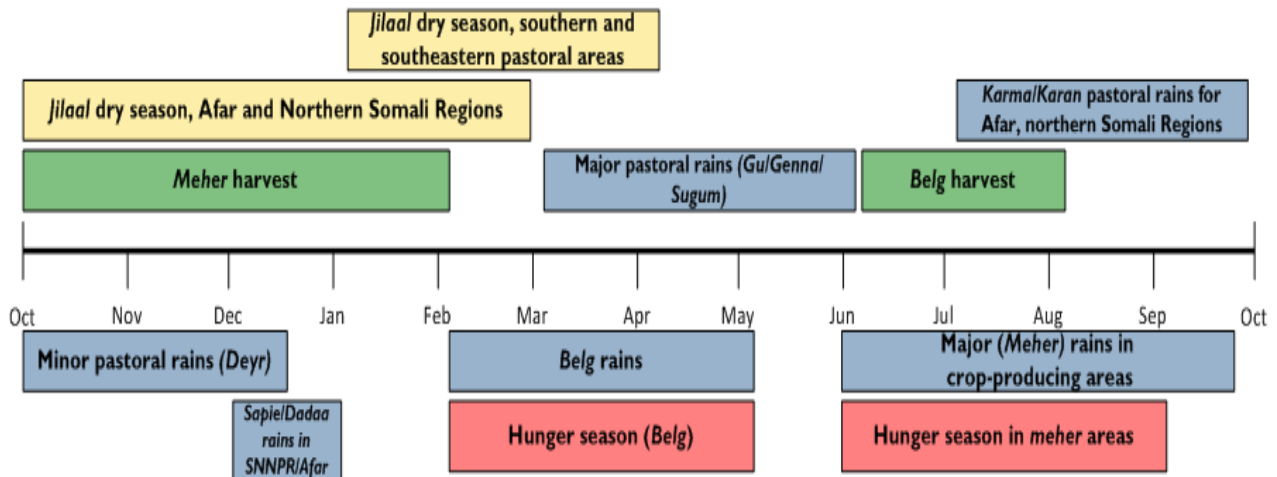 Jilaal dry season, southern and
southeastern pastoral areas
Jilaal dry season, Afar and Northern Somali Regions
Karma/Karan pastoral rains for
Afar, northern Somali Regions
Meher harvest
Major pastoral rains (Gu/Genna/
Sugum)
Belg harvest
Oct Nov Dec Jan Feb Mar Apr May Jun Jul Aug Sep Oct
Minor pastoral rains (Deyr)
Belg rains
Major (Meher) rains in
crop-producing areas
Sapie/Dadaa
rains in
SNNPR/Afar
Hunger season (Belg)
Hunger season in meher areas